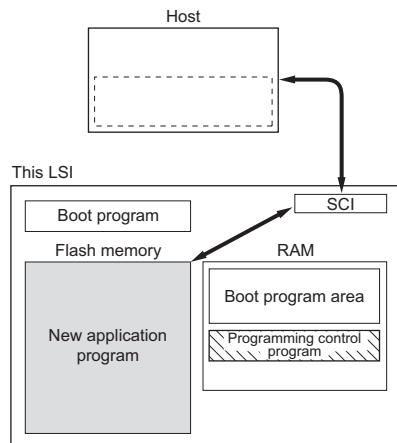 Host
This LSI
SCI
Boot program
Flash memory
RAM
New application
program
Boot program area
Programming control
program